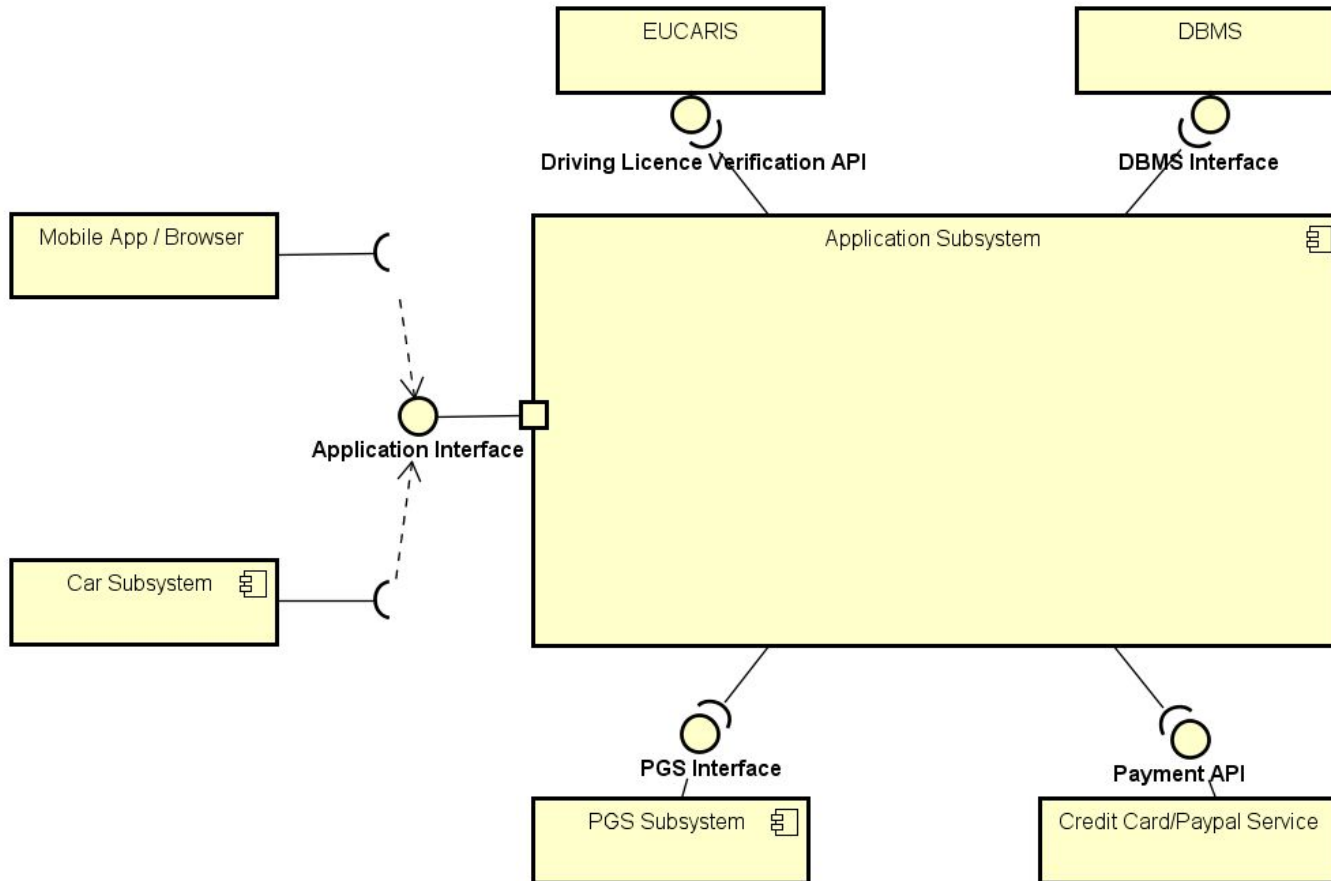 EUCARIS
DBMS
Driving Licence Verification API
DBMS Interface
Mobile App / Browser
Application Subsystem
Application Interface
Car Subsystem
PGS Interface
Payment API
PGS Subsystem
Credit Card/Paypal Service